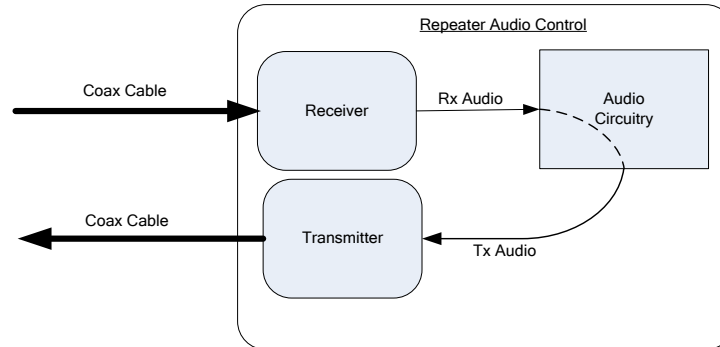 Repeater Audio Control
Coax Cable
Receiver
Rx Audio
Audio
Circuitry
Coax Cable
Transmitter
Tx Audio